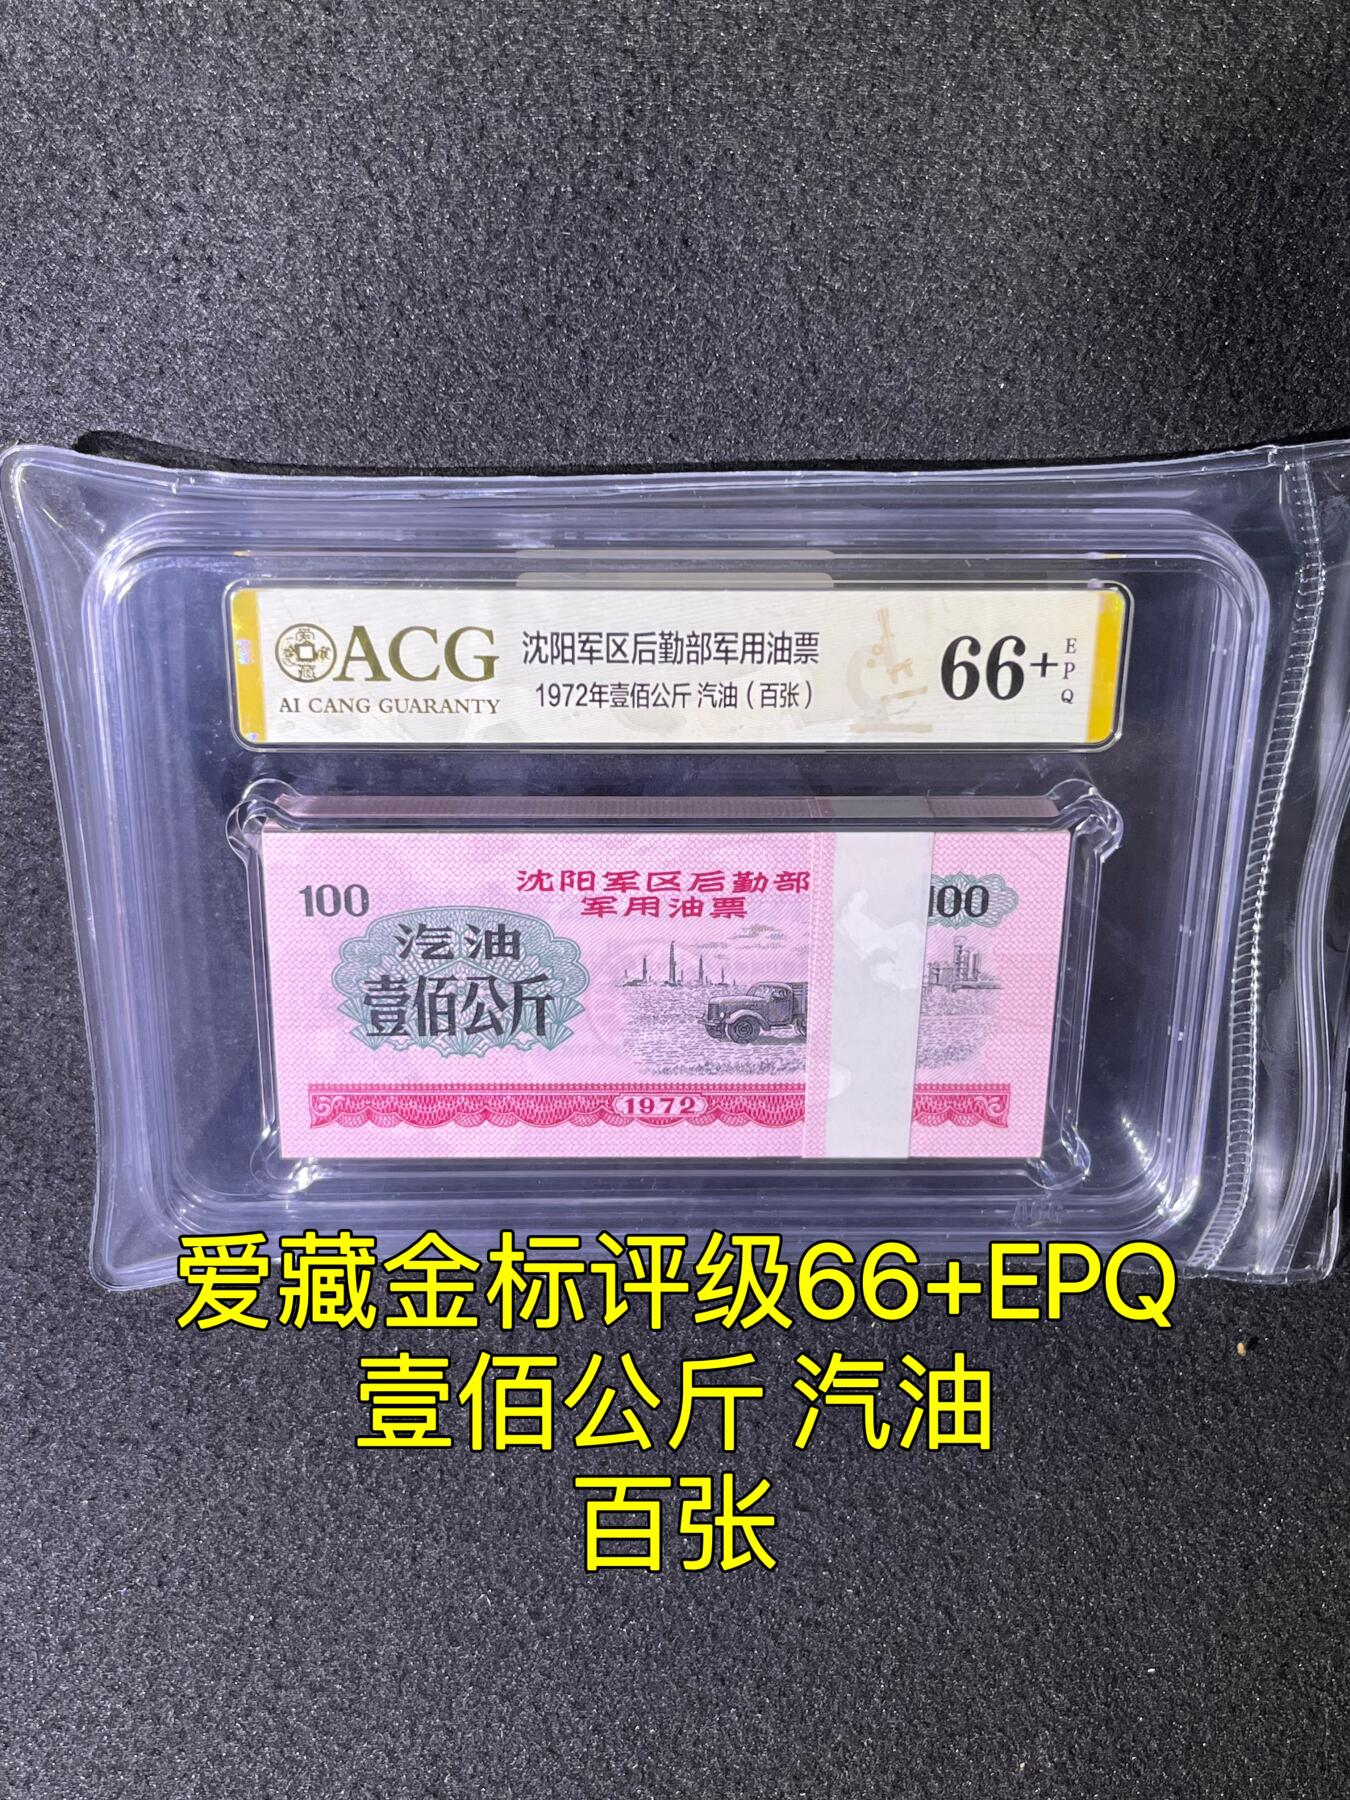 ACG
AI CANG GUARANTY
沈阳军区后勤部军用油票
1972年壹佰公斤 汽油（百张）
66+
EPQ
100
沈阳军区后勤部
军用油票
100
汽油
壹佰公斤
1972
爱藏金标评级66+EPQ
壹佰公斤 汽油
百张